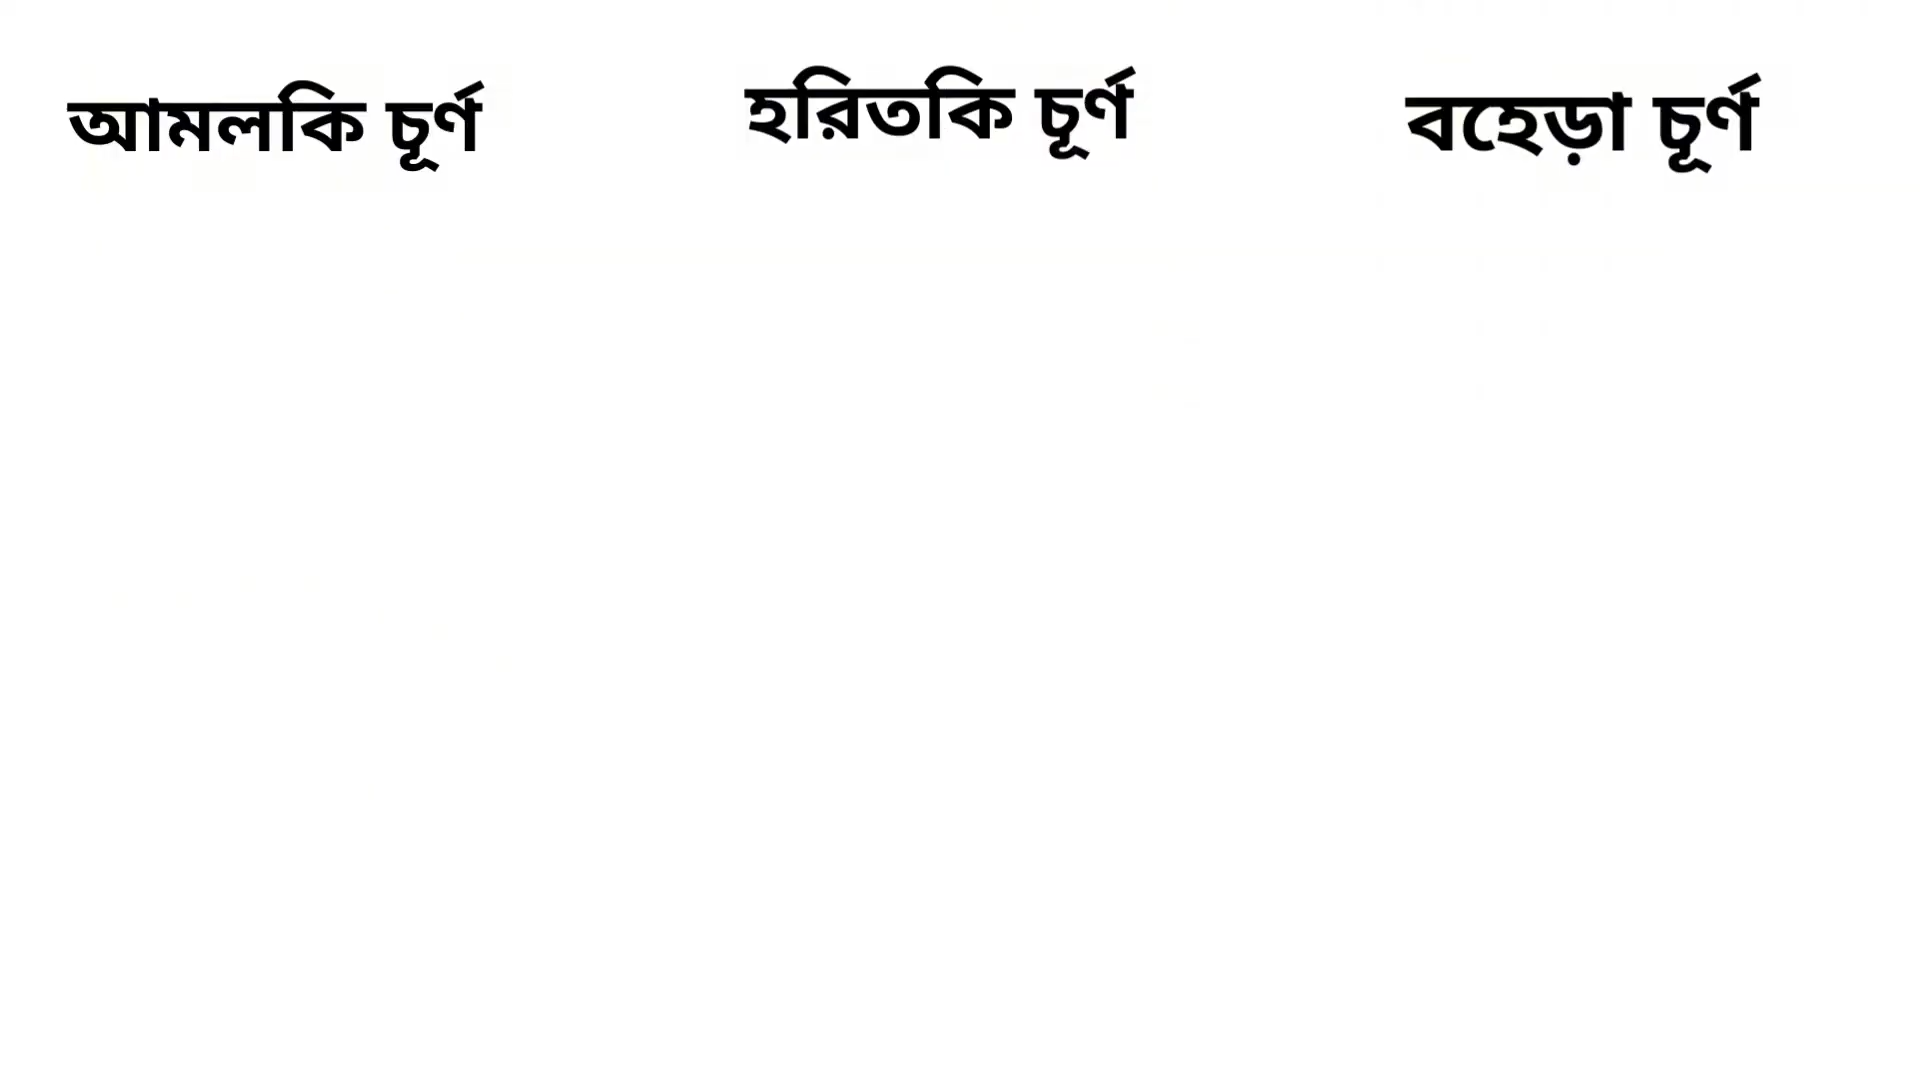 আমলকি চূর্ণ
হরিতকি চূর্ণ
বহেড়া চূর্ণ